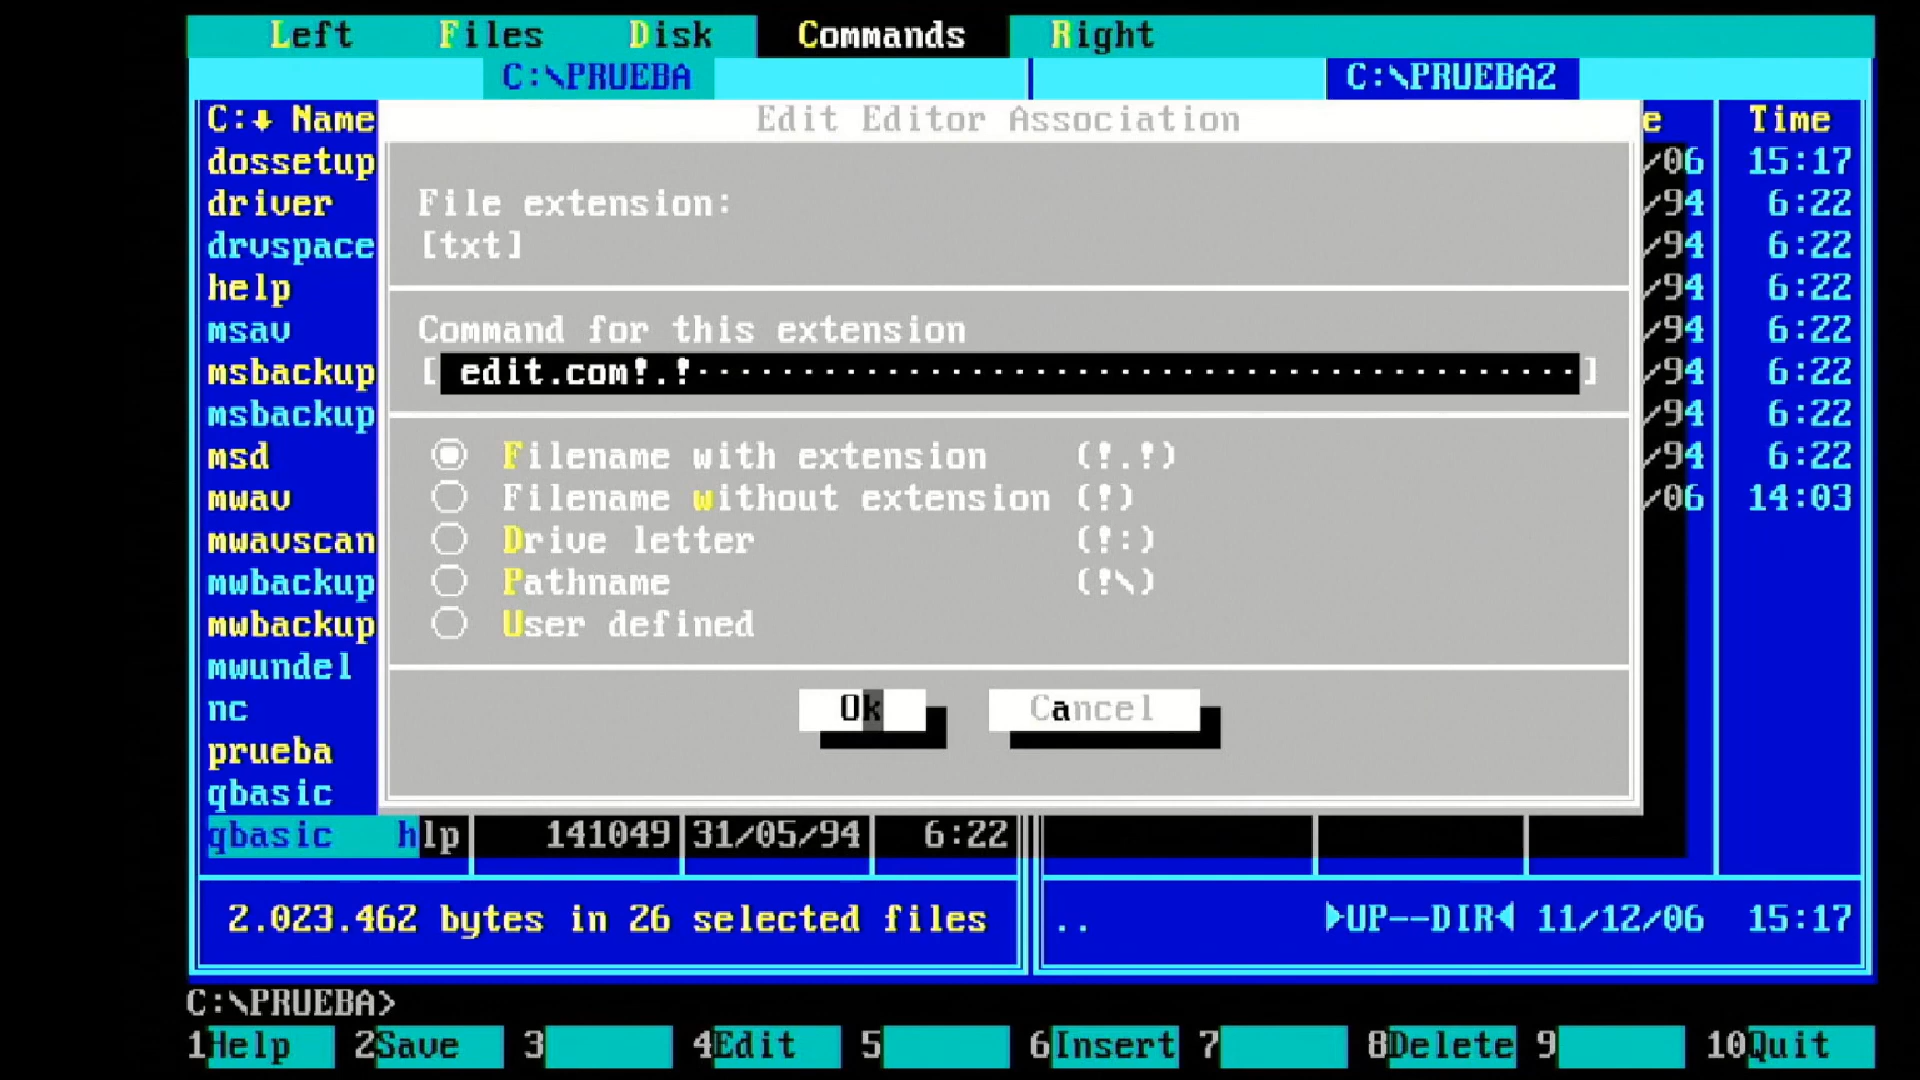 Left Files Disk Commands Right
C:\PRUEBA C:\PRUEBA2
C:↓ Name Edit Editor Association e Time
dossetup /06 15:17
driver File extension: /94 6:22
drvspace [txt] /94 6:22
help /94 6:22
msav Command for this extension /94 6:22
msbackup [ edit.com!.!·········································· ] /94 6:22
msbackup /94 6:22
msd Filename with extension (!.!) /94 6:22
mwav Filename without extension (!) /06 14:03
mwavscan Drive letter (!:)
mwbackup Pathname (!\)
mwbackup User defined
mwundel
nc Ok Cancel
prueba
qbasic
qbasic hlp 141049 31/05/94 6:22
2.023.462 bytes in 26 selected files .. ►UP--DIR◄ 11/12/06 15:17
C:\PRUEBA>
1Help 2Save 3 4Edit 5 6Insert 7 8Delete 9 10Quit